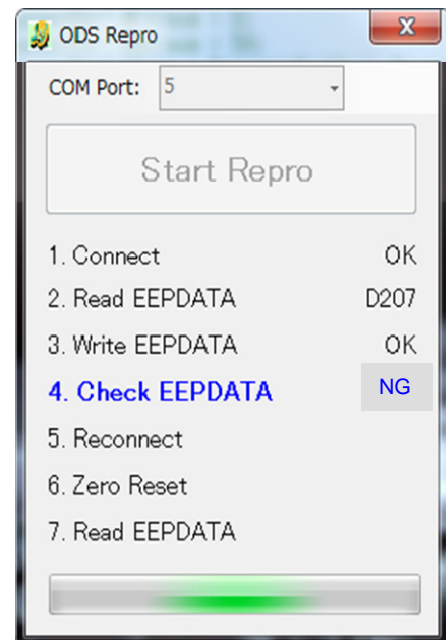 ODS Repro
COM Port: 5
Start Repro
1. Connect OK
2. Read EEPDATA D207
3. Write EEPDATA OK
4. Check EEPDATA NG
5. Reconnect
6. Zero Reset
7. Read EEPDATA